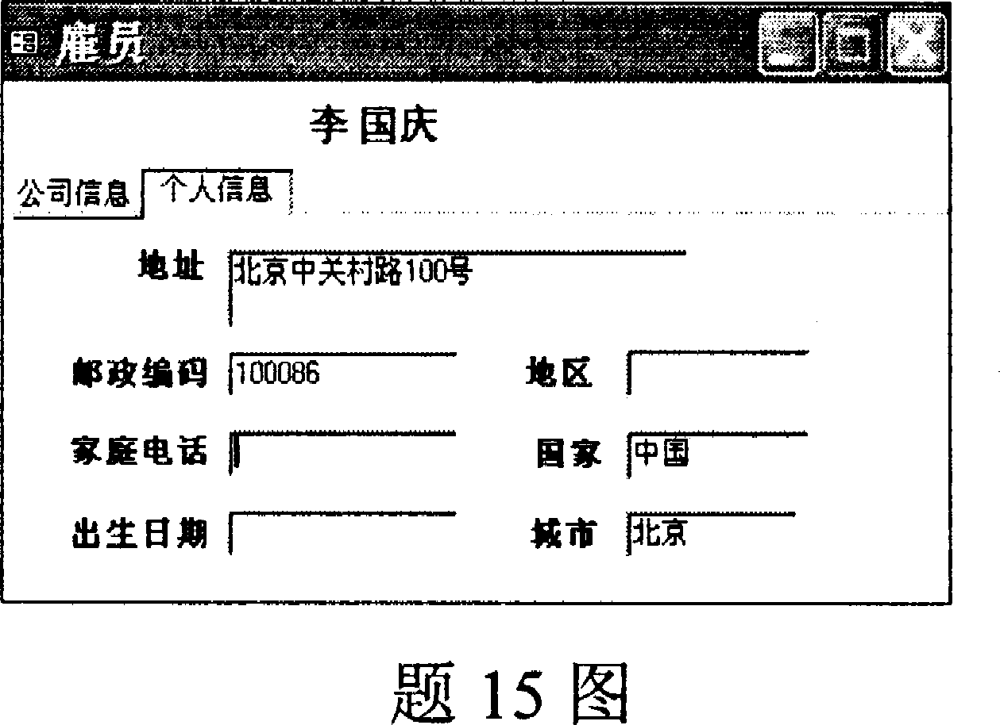 雇员
李国庆
公司信息 个人信息
地址 北京中关村路100号
邮政编码 100086 地区
家庭电话 国家 中国
出生日期 城市 北京
题 15 图